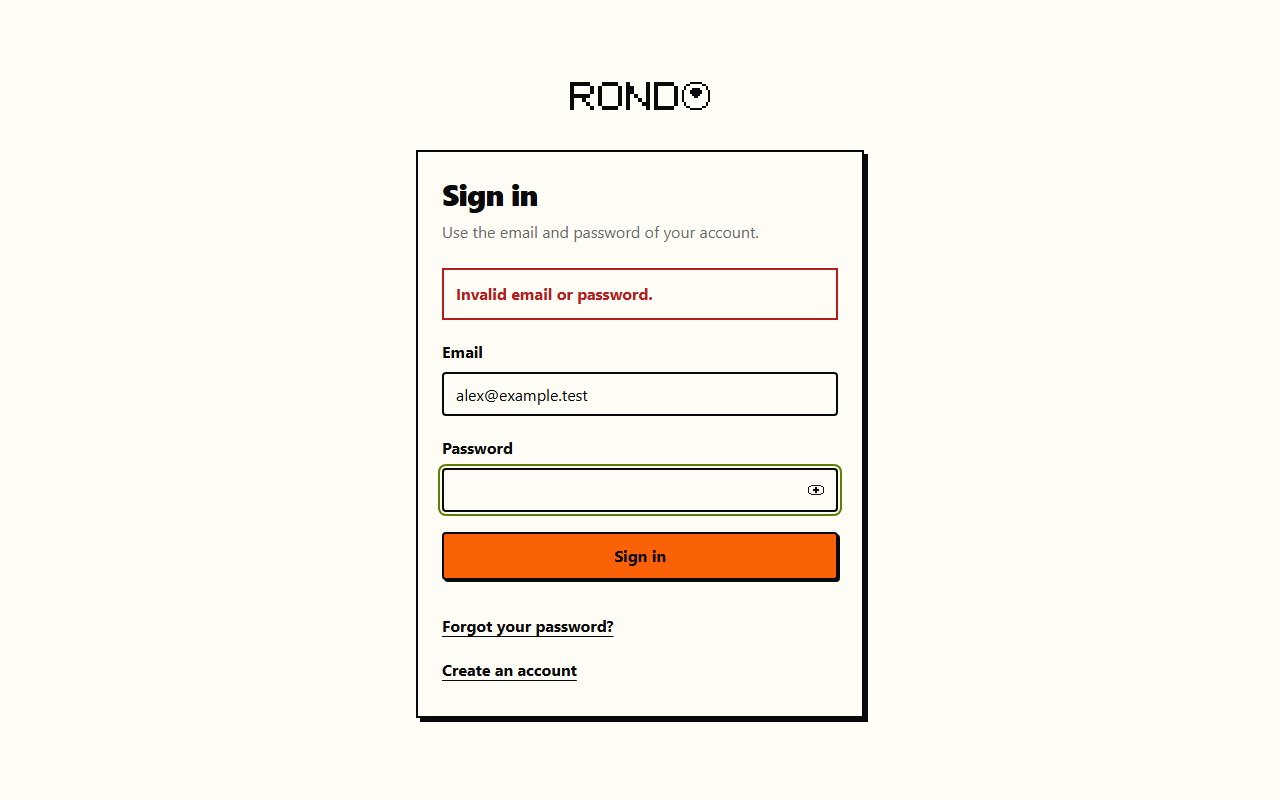 RONDO
Sign in
Use the email and password of your account.
Invalid email or password.
Email
alex@example.test
Password
Sign in
Forgot your password?
Create an account